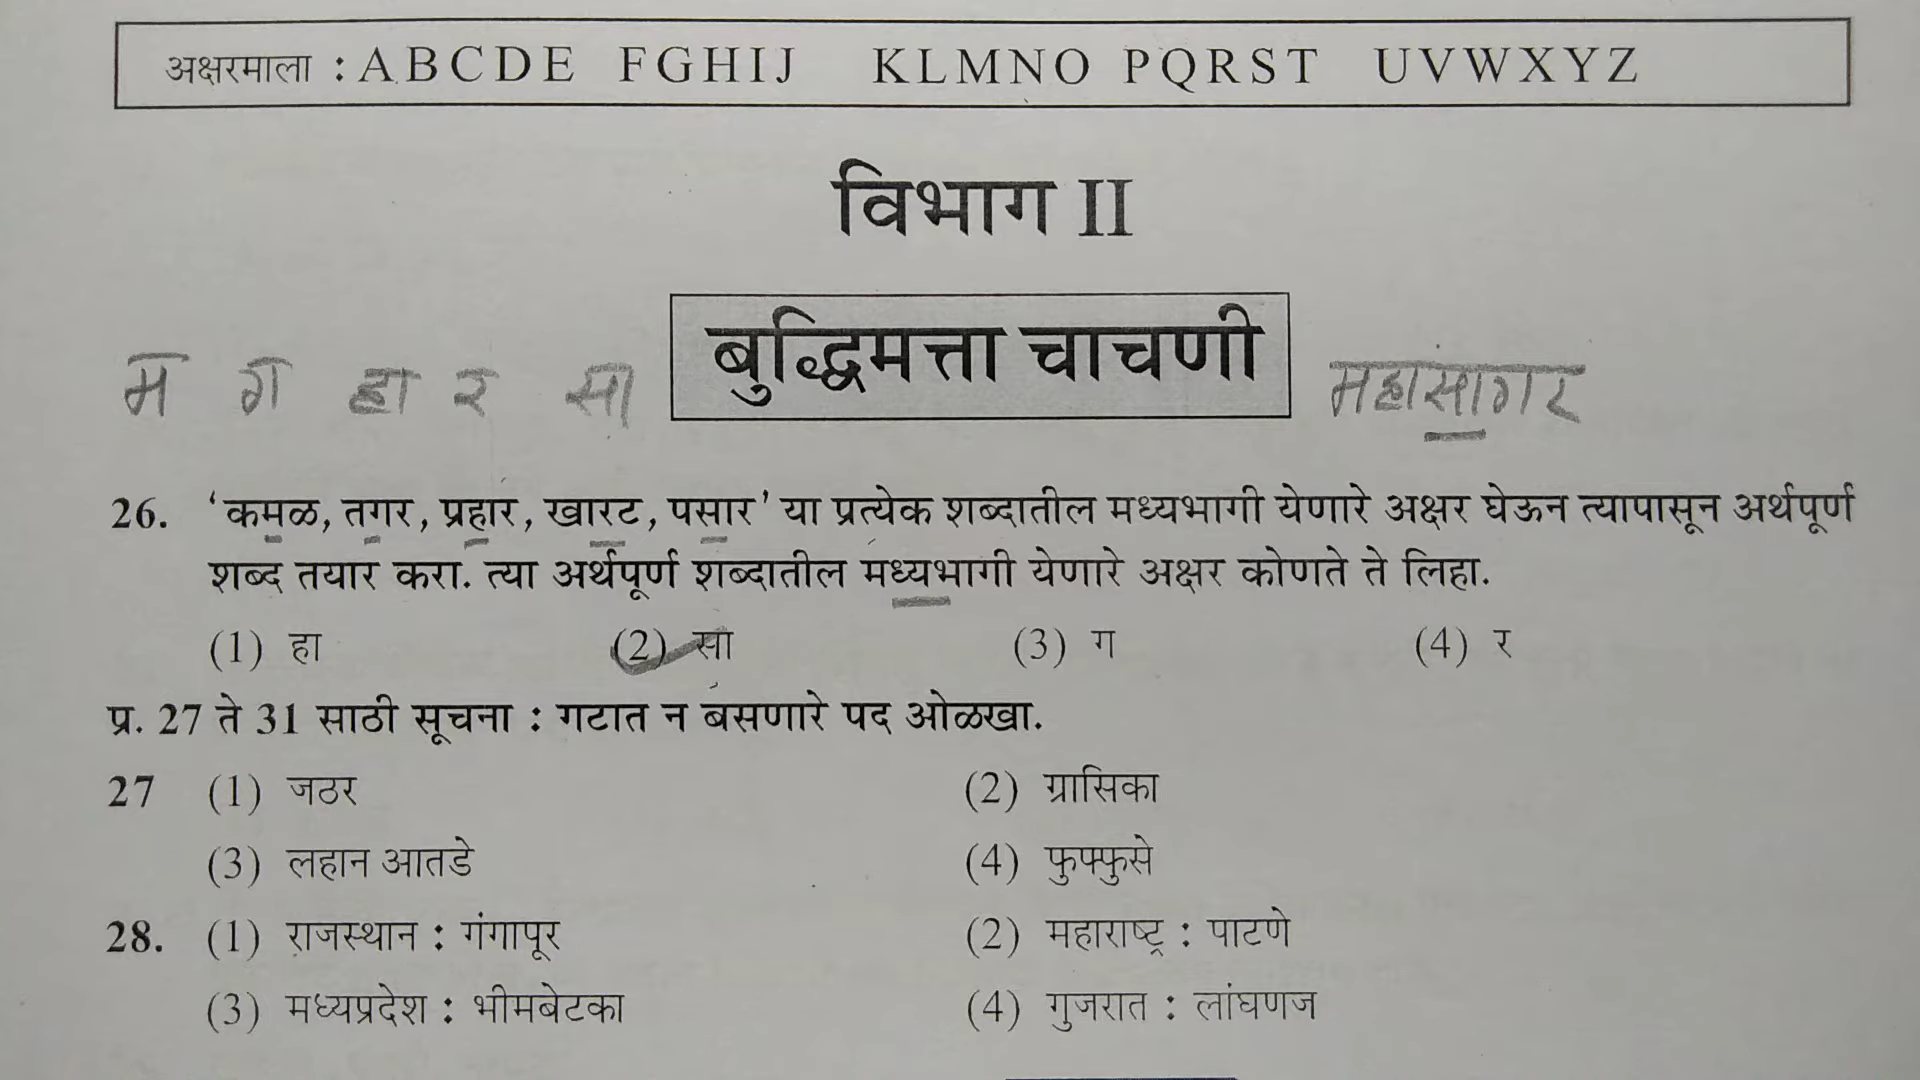 अक्षरमाला : A B C D E F G H I J K L M N O P Q R S T U V W X Y Z
विभाग II
म ग हा र सा बुद्धिमत्ता चाचणी महासागर
26. 'कमळ, तगर, प्रहार, खारट, पसार' या प्रत्येक शब्दातील मध्यभागी येणारे अक्षर घेऊन त्यापासून अर्थपूर्ण
शब्द तयार करा. त्या अर्थपूर्ण शब्दातील मध्यभागी येणारे अक्षर कोणते ते लिहा.
(1) हा (2) सा (3) ग (4) र
प्र. 27 ते 31 साठी सूचना : गटात न बसणारे पद ओळखा.
27 (1) जठर (2) ग्रासिका
(3) लहान आतडे (4) फुफ्फुसे
28. (1) राजस्थान : गंगापूर (2) महाराष्ट्र : पाटणे
(3) मध्यप्रदेश : भीमबेटका (4) गुजरात : लांघणज